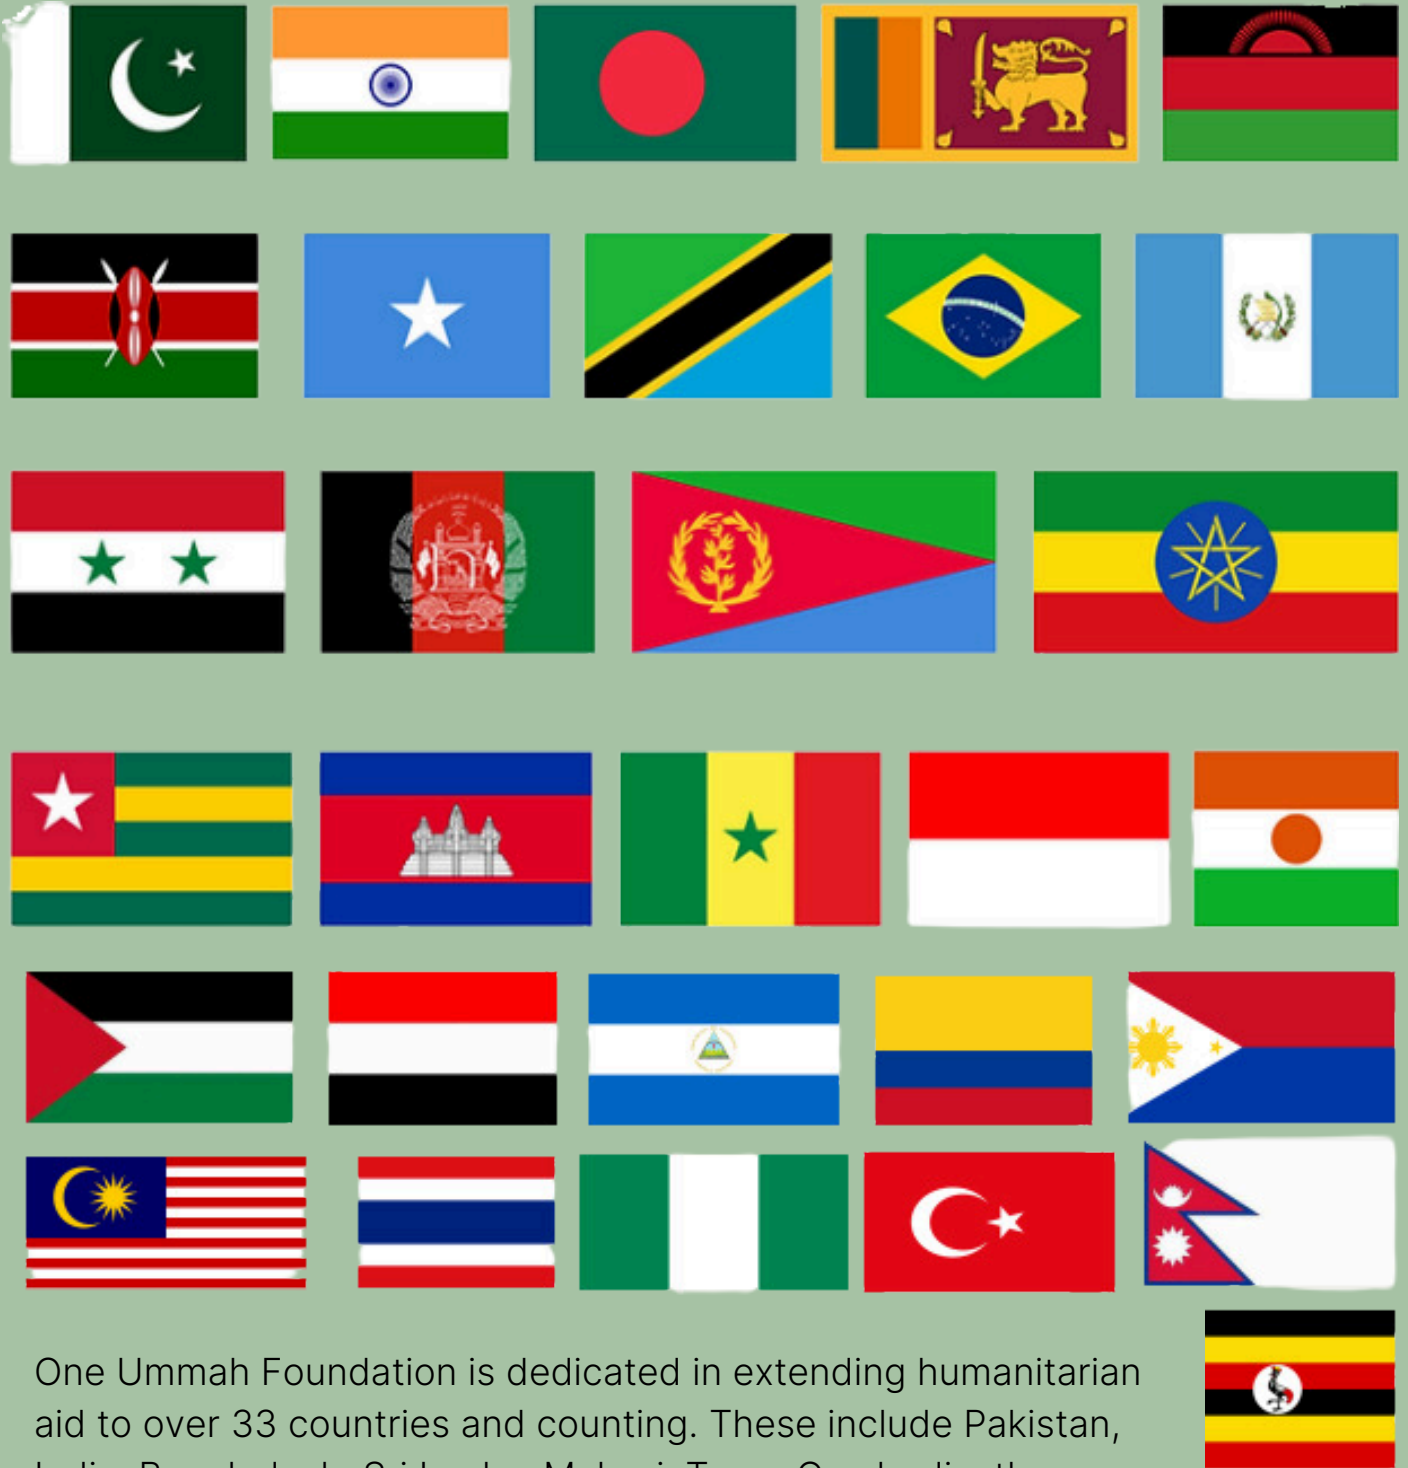 One Ummah Foundation is dedicated in extending humanitarian
aid to over 33 countries and counting. These include Pakistan,